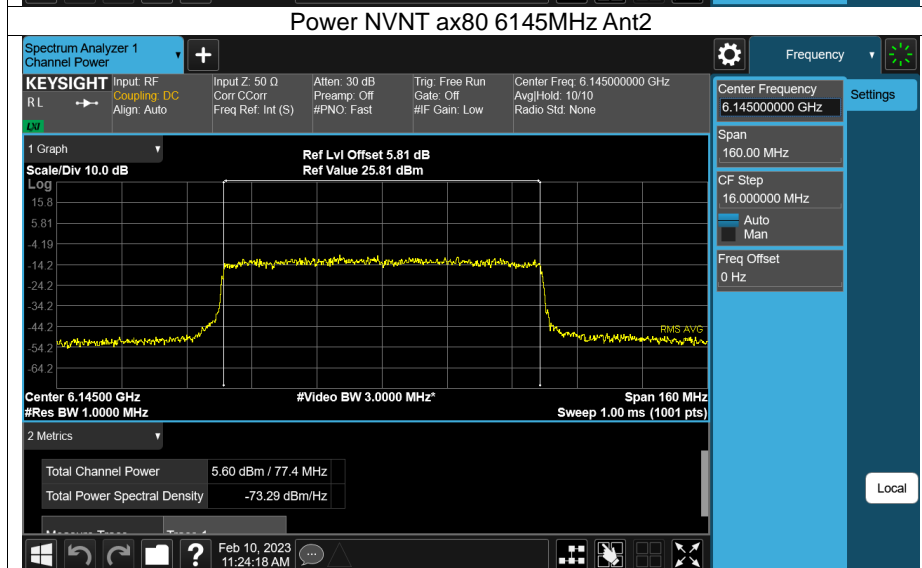 Power NVNT ax80 6145MHz Ant2
Spectrum Analyzer 1
Channel Power
Frequency
KEYSIGHT
RL
LXI
Input: RF
Coupling: DC
Align: Auto
Input Z: 50 Ω
Corr CCorr
Freq Ref: Int (S)
Atten: 30 dB
Preamp: Off
#PNO: Fast
Trig: Free Run
Gate: Off
#IF Gain: Low
Center Freq: 6.145000000 GHz
Avg|Hold: 10/10
Radio Std: None
Center Frequency
6.145000000 GHz
Settings
Span
160.00 MHz
CF Step
16.000000 MHz
Auto
Man
Freq Offset
0 Hz
Local
1 Graph
Scale/Div 10.0 dB
Ref Lvl Offset 5.81 dB
Ref Value 25.81 dBm
Log
15.8
5.81
-4.19
-14.2
-24.2
-34.2
-44.2
-54.2
-64.2
RMS AVG
Center 6.14500 GHz
#Video BW 3.0000 MHz*
Span 160 MHz
#Res BW 1.0000 MHz
Sweep 1.00 ms (1001 pts)
2 Metrics
Total Channel Power 5.60 dBm / 77.4 MHz
Total Power Spectral Density -73.29 dBm/Hz
?
Feb 10, 2023
11:24:18 AM